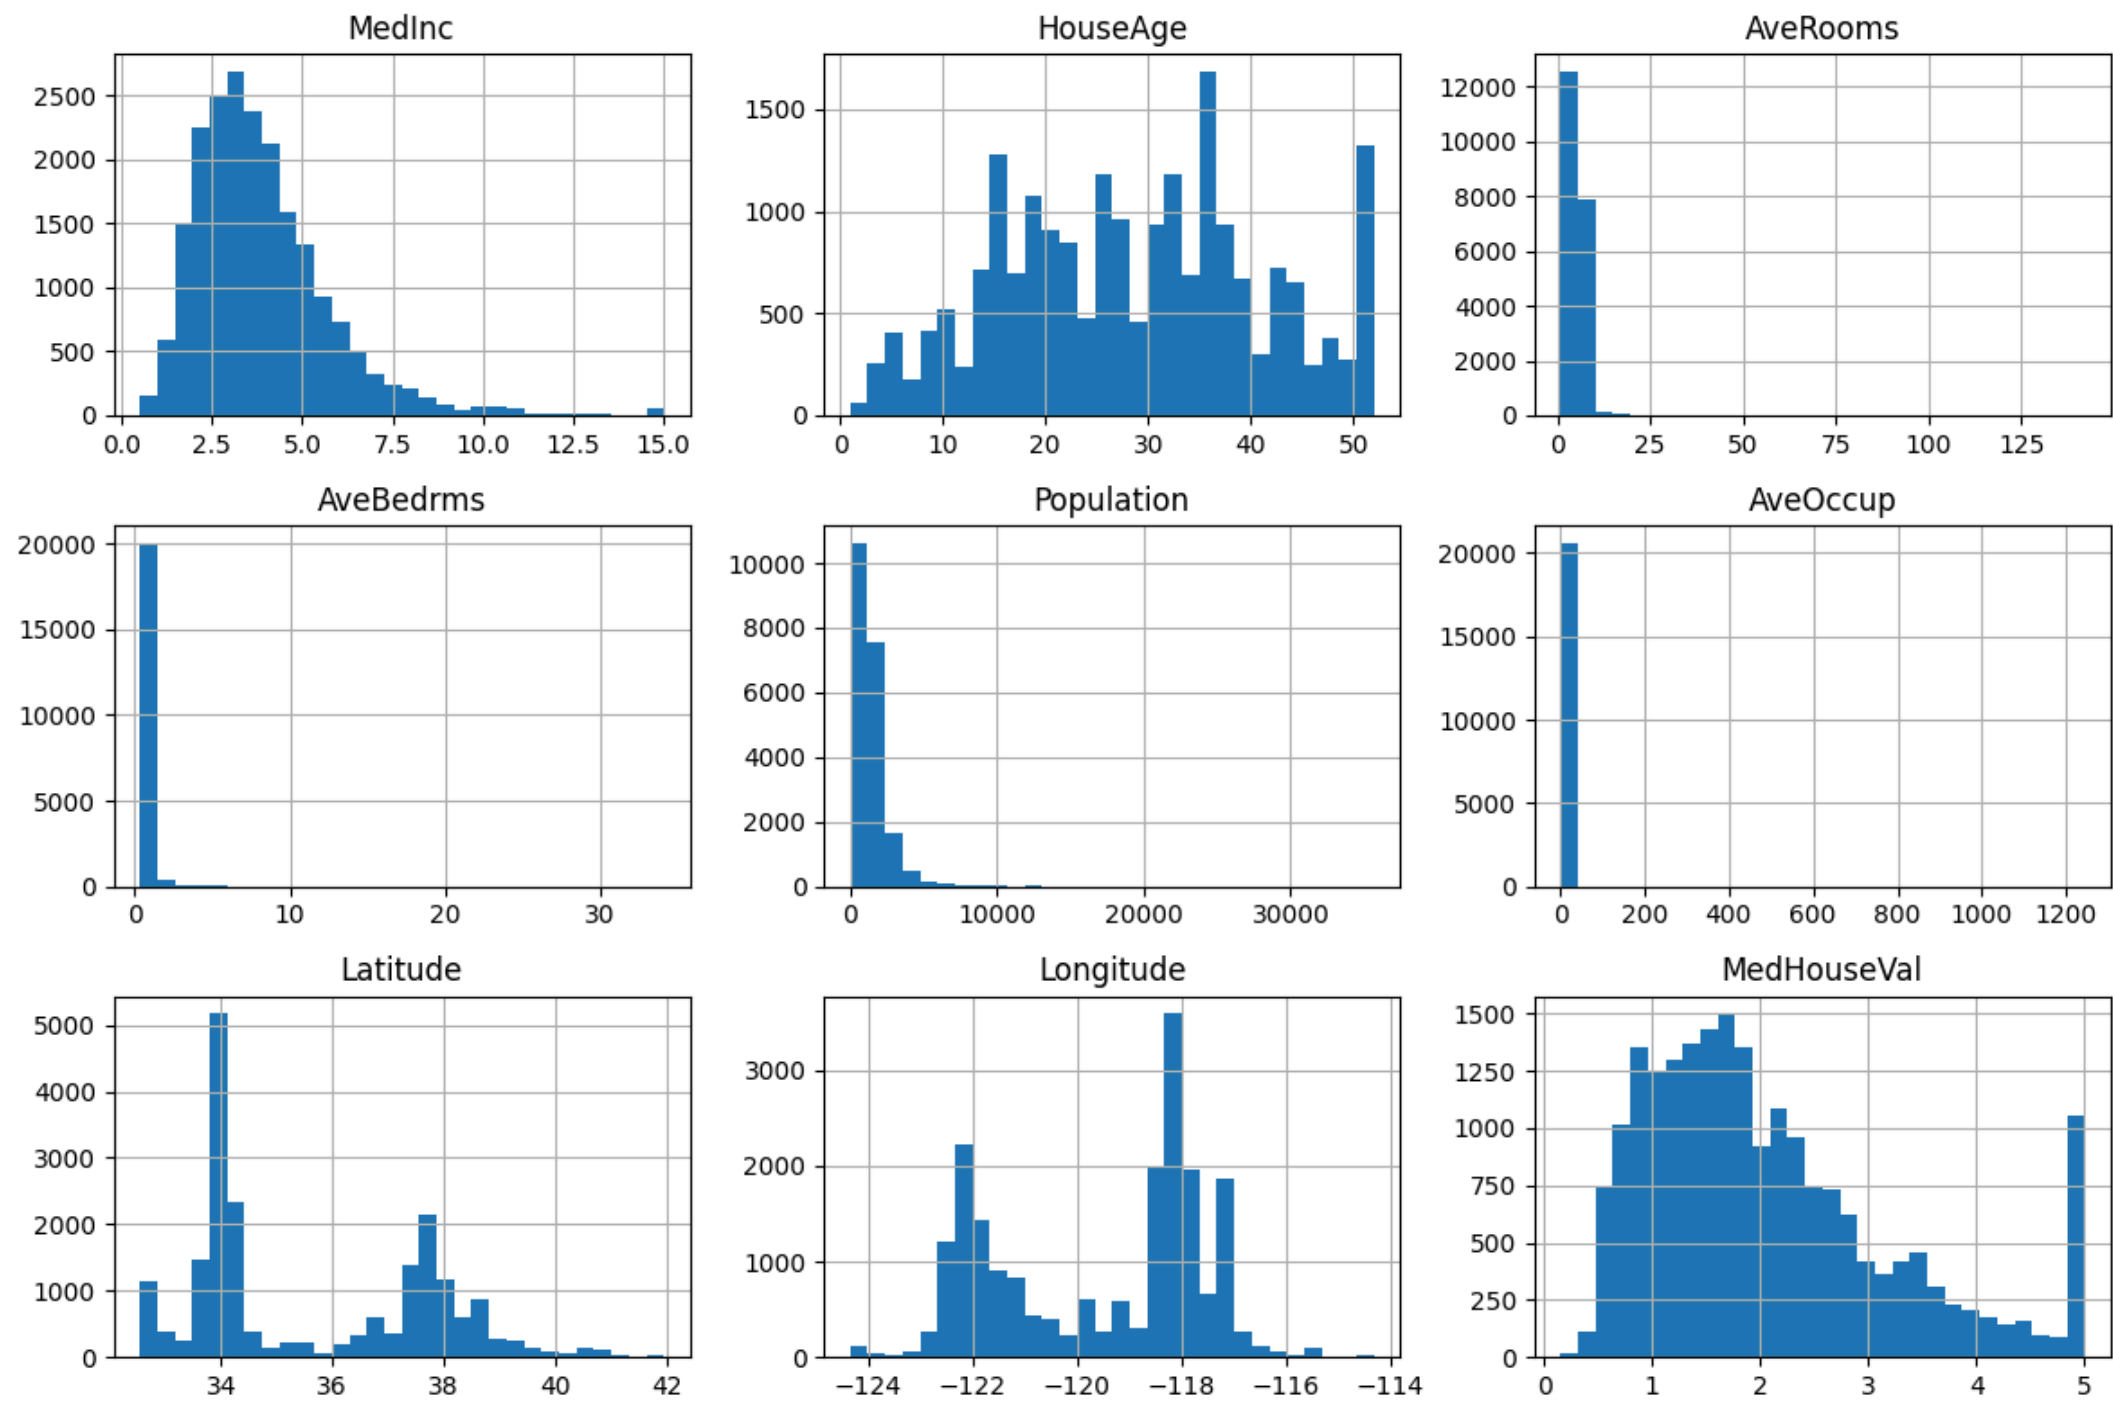 MedInc
2500
2000
1500
1000
500
0
0.0 2.5 5.0 7.5 10.0 12.5 15.0
HouseAge
1500
1000
500
0
0 10 20 30 40 50
AveRooms
12000
10000
8000
6000
4000
2000
0
0 25 50 75 100 125
AveBedrms
20000
15000
10000
5000
0
0 10 20 30
Population
10000
8000
6000
4000
2000
0
0 10000 20000 30000
AveOccup
20000
15000
10000
5000
0
0 200 400 600 800 1000 1200
Latitude
5000
4000
3000
2000
1000
0
34 36 38 40 42
Longitude
3000
2000
1000
0
−124 −122 −120 −118 −116 −114
MedHouseVal
1500
1250
1000
750
500
250
0
0 1 2 3 4 5